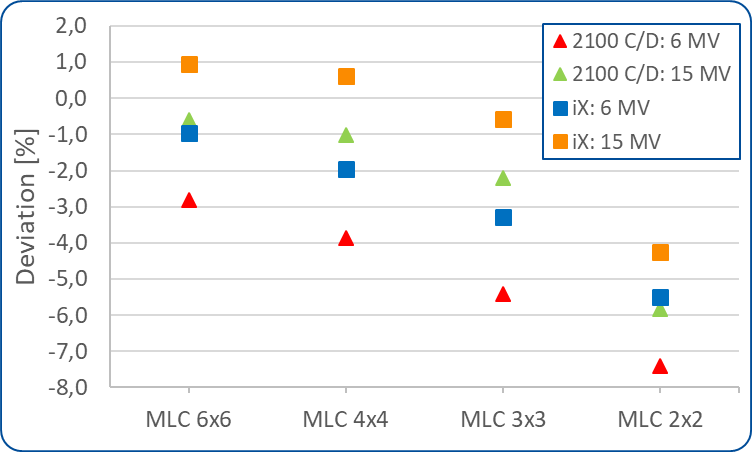 2,0
1,0
0,0
-1,0
-2,0
-3,0
-4,0
-5,0
-6,0
-7,0
-8,0
Deviation [%]
2100 C/D: 6 MV
2100 C/D: 15 MV
iX: 6 MV
iX: 15 MV
MLC 6x6 MLC 4x4 MLC 3x3 MLC 2x2